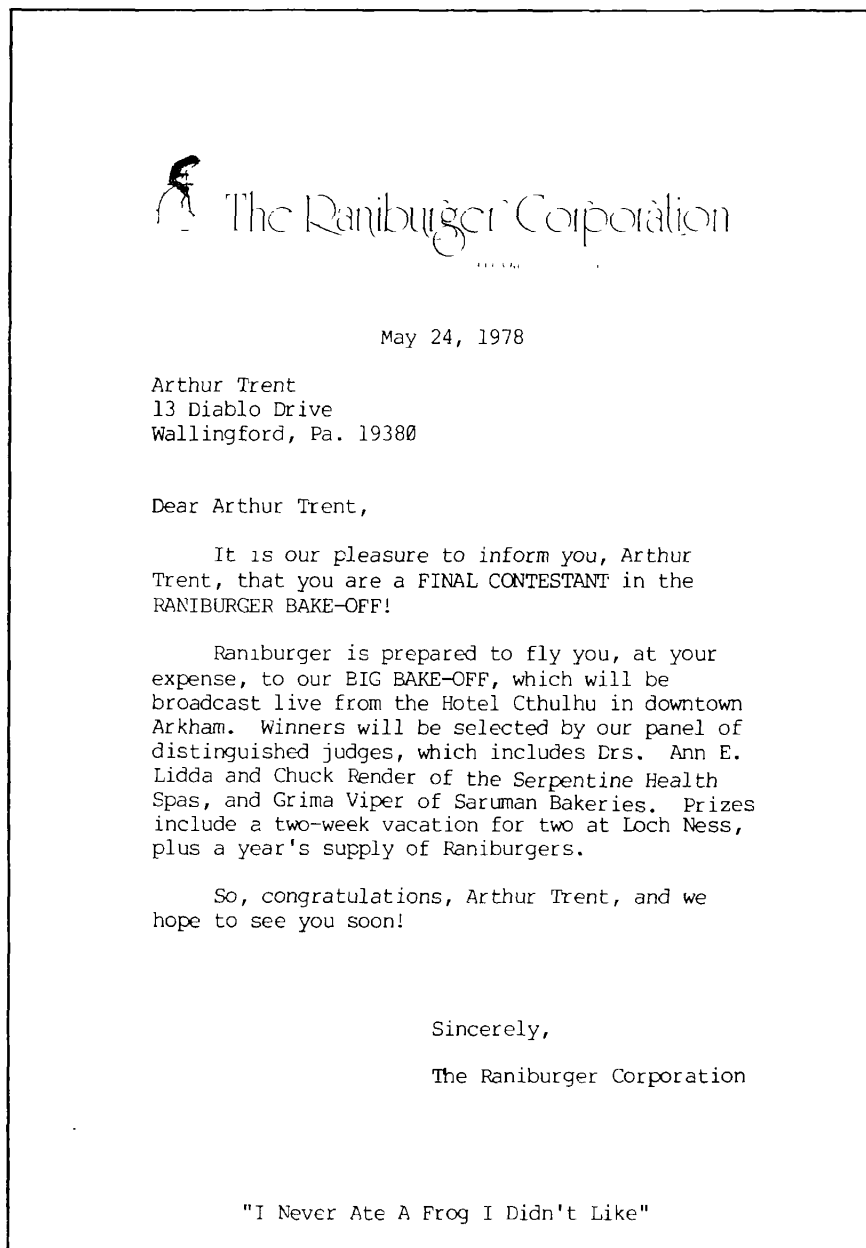 The Raniburger Corporation
May 24, 1978
Arthur Trent
13 Diablo Drive
Wallingford, Pa. 19380
Dear Arthur Trent,
It is our pleasure to inform you, Arthur
Trent, that you are a FINAL CONTESTANT in the
RANIBURGER BAKE-OFF!
Raniburger is prepared to fly you, at your
expense, to our BIG BAKE-OFF, which will be
broadcast live from the Hotel Cthulhu in downtown
Arkham. Winners will be selected by our panel of
distinguished judges, which includes Drs. Ann E.
Lidda and Chuck Render of the Serpentine Health
Spas, and Grima Viper of Saruman Bakeries. Prizes
include a two-week vacation for two at Loch Ness,
plus a year's supply of Raniburgers.
So, congratulations, Arthur Trent, and we
hope to see you soon!
Sincerely,
The Raniburger Corporation
"I Never Ate A Frog I Didn't Like"